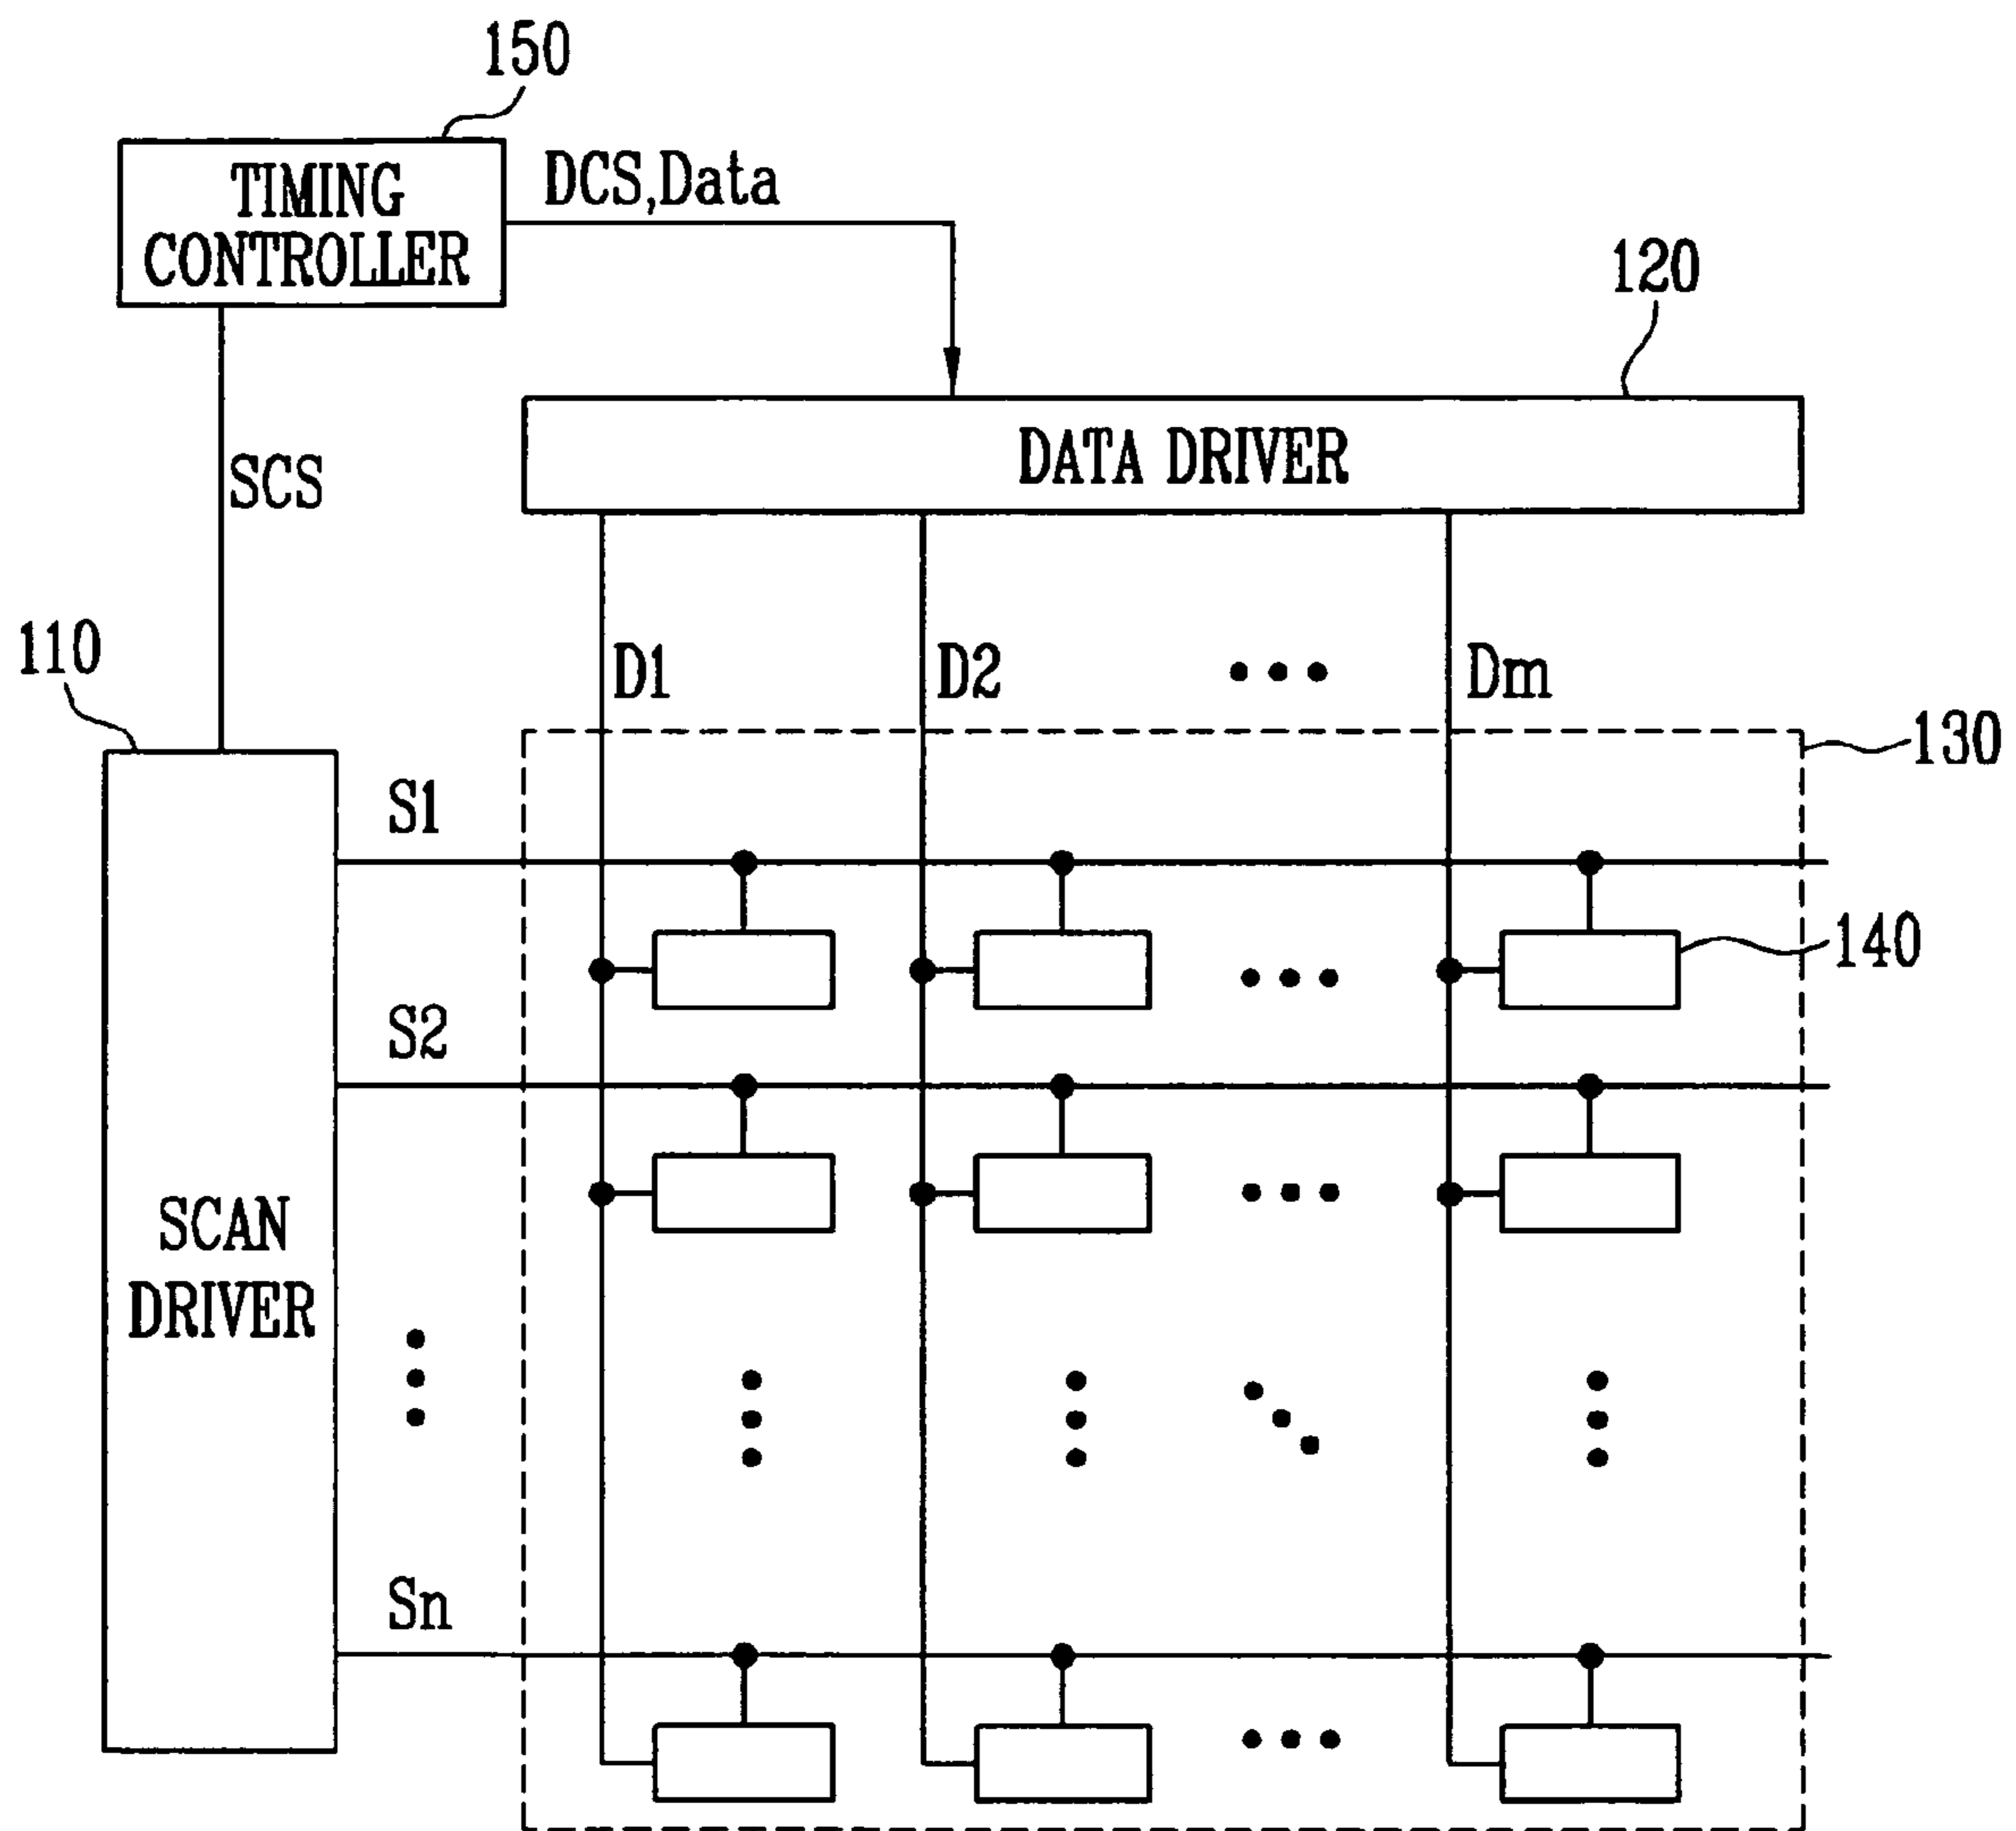 150
TIMING
CONTROLLER
DCS,Data
120
DATA DRIVER
SCS
110
D1
D2
Dm
130
S1
140
S2
SCAN
DRIVER
Sn